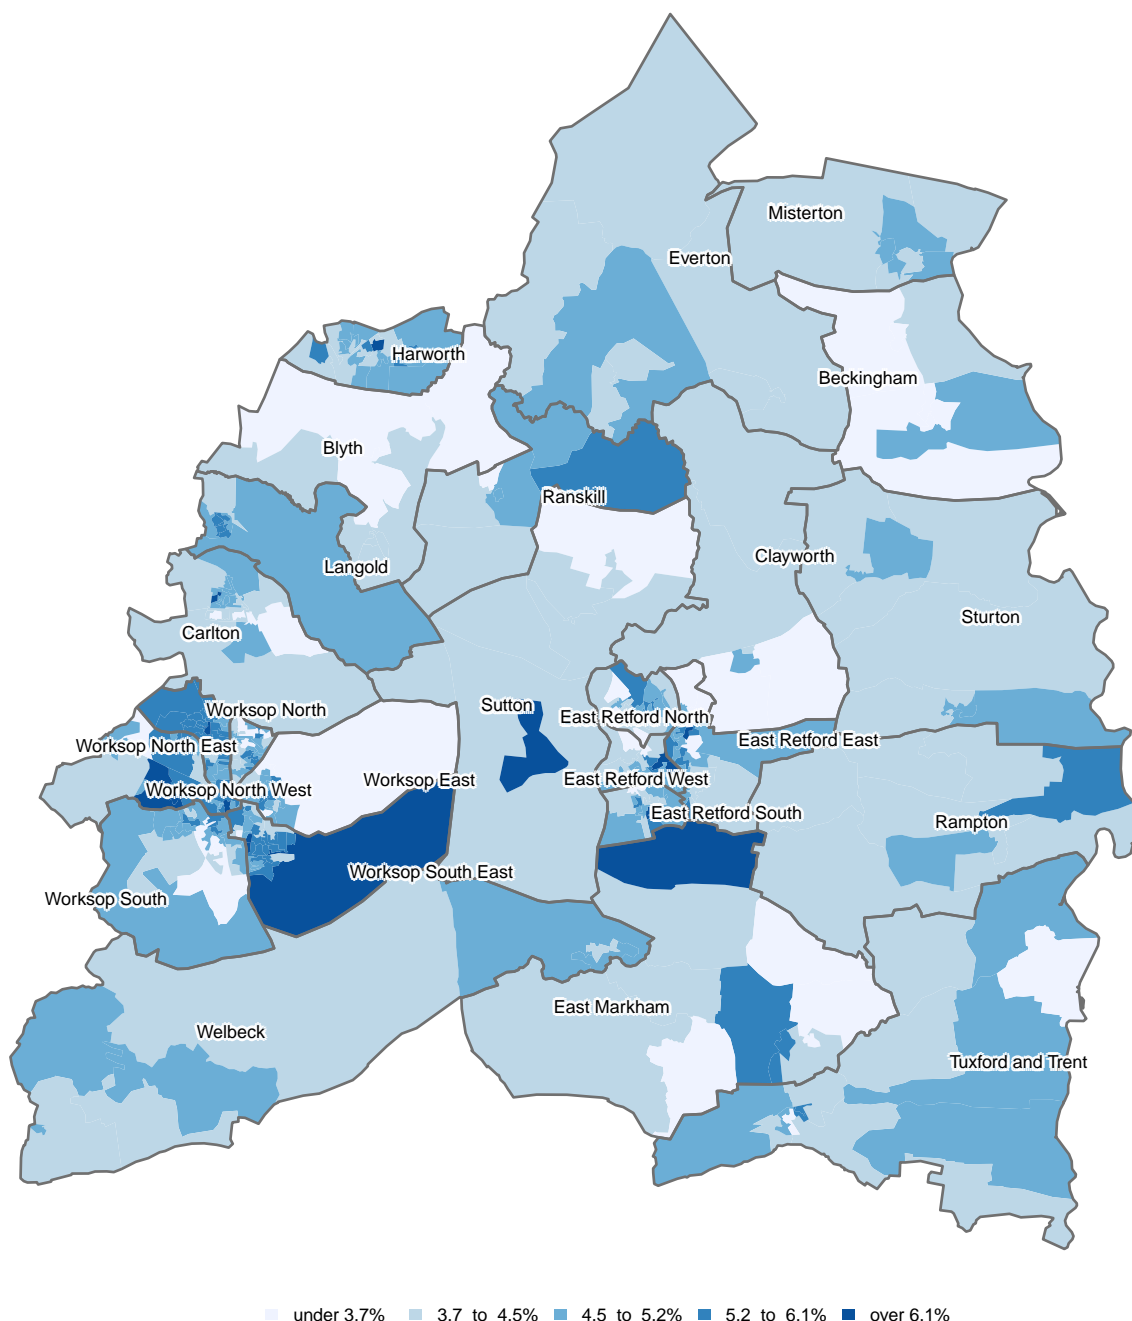 Misterton
Everton
Harworth
Beckingham
Blyth
Ranskill
Clayworth
Langold
Sturton
Carlton
Sutton
Worksop North
East Retford North
Worksop North East
East Retford East
Worksop East
East Retford West
Worksop North West
East Retford South
Rampton
Worksop South East
Worksop South
East Markham
Welbeck
Tuxford and Trent
under 3.7% 3.7 to 4.5% 4.5 to 5.2% 5.2 to 6.1% over 6.1%